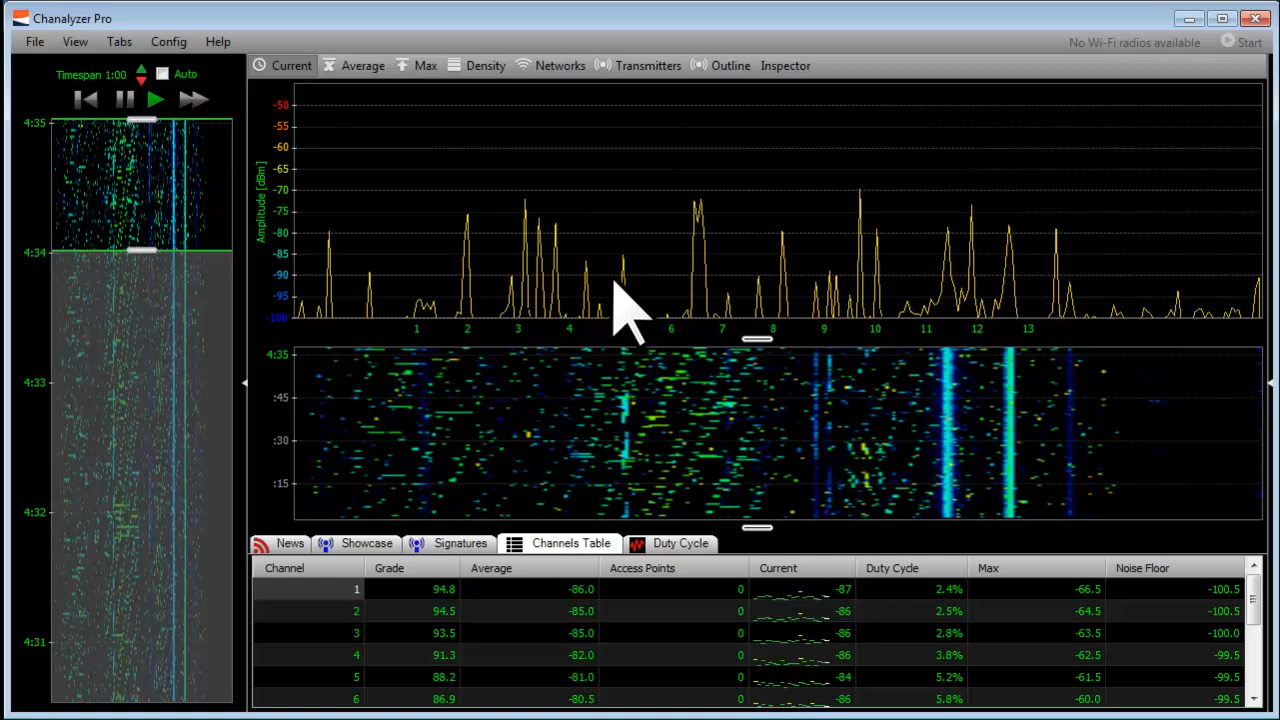 Chanalyzer Pro
File View Tabs Config Help
No Wi-Fi radios available Start
Timespan 1:00 Auto
Current Average Max Density Networks Transmitters Outline Inspector
4:35
4:34
4:33
4:32
4:31
Amplitude [dBm]
-50
-55
-60
-65
-70
-75
-80
-85
-90
-95
-100
1 2 3 4 6 7 8 9 10 11 12 13
4:35
:45
:30
:15
News Showcase Signatures Channels Table Duty Cycle
Channel Grade Average Access Points Current Duty Cycle Max Noise Floor
1 94.8 -86.0 0 -87 2.4% -66.5 -100.5
2 94.5 -85.0 0 -86 2.5% -64.5 -100.5
3 93.5 -85.0 0 -86 2.8% -63.5 -100.0
4 91.3 -82.0 0 -86 3.8% -62.5 -99.5
5 88.2 -81.0 0 -84 5.2% -61.5 -99.5
6 86.9 -80.5 0 -86 5.8% -60.0 -99.5